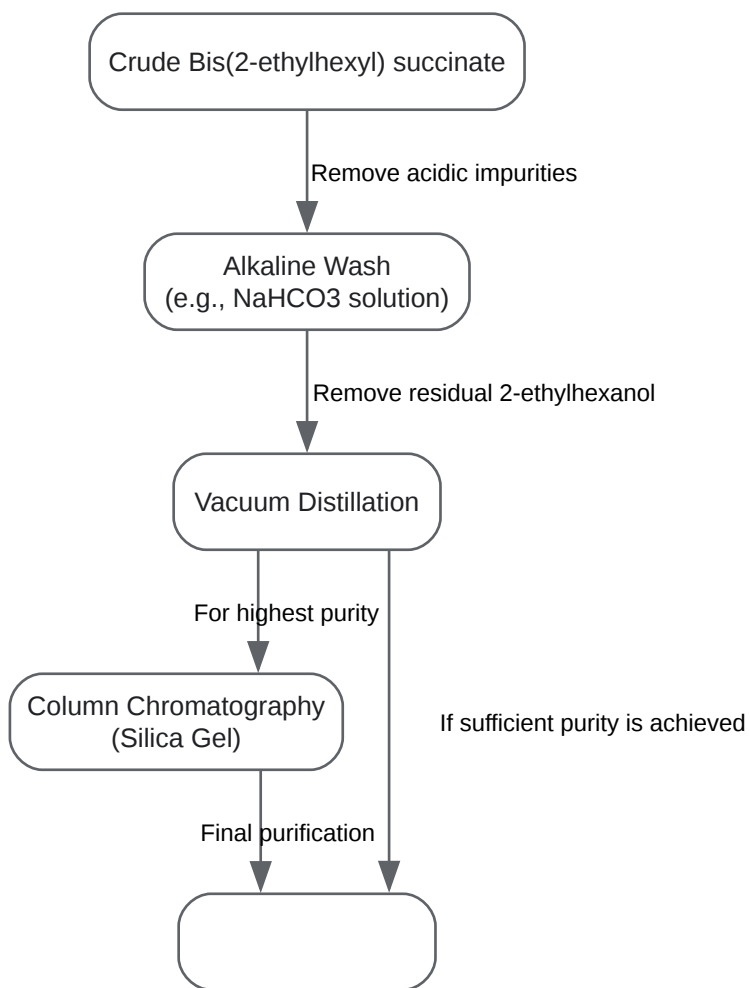 Crude Bis(2-ethylhexyl) succinate
Remove acidic impurities
Alkaline Wash
(e.g., NaHCO3 solution)
Remove residual 2-ethylhexanol
Vacuum Distillation
For highest purity
Column Chromatography
(Silica Gel)
If sufficient purity is achieved
Final purification